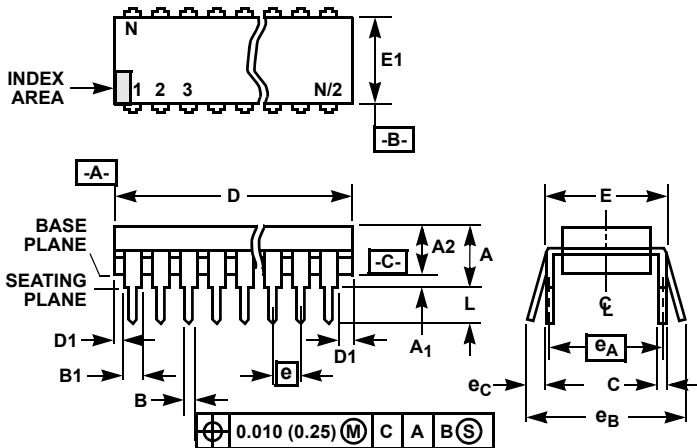 N
E1
INDEX
AREA
1 2 3 N/2
-B-
-A-
D
E
BASE
PLANE
A2
A
-C-
SEATING
PLANE
L
C
L
D1
A1
D1
eA
B1
e
eC
C
B
eB
0.010 (0.25) M C A B S